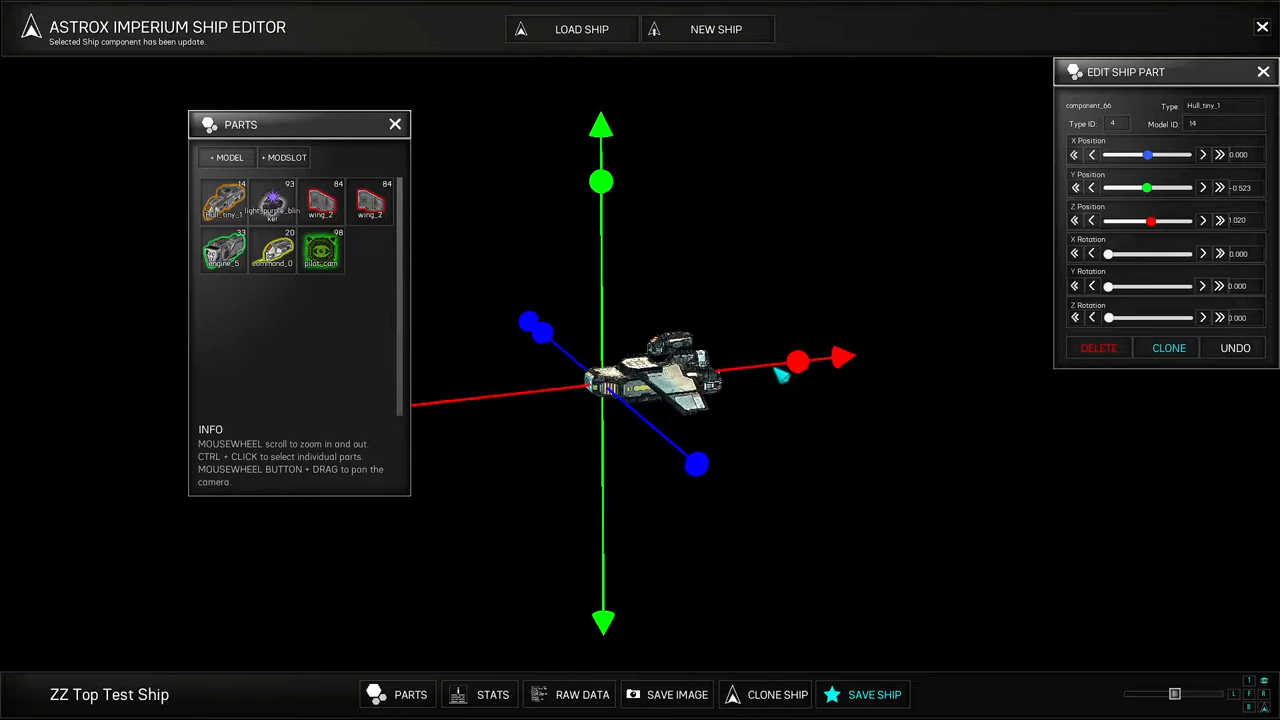 ASTROX IMPERIUM SHIP EDITOR
Selected Ship component has been update.
LOAD SHIP
NEW SHIP
PARTS
+ MODEL
+ MODSLOT
14
Hull_tiny_1
93
light_purple_blin
ker
84
wing_2
84
wing_2
33
engine_5
20
command_0
98
pilot_cam
INFO
MOUSEWHEEL scroll to zoom in and out.
CTRL + CLICK to select individual parts.
MOUSEWHEEL BUTTON + DRAG to pan the
camera.
EDIT SHIP PART
component_66
Type: Hull_tiny_1
Type ID: 4
Model ID: 14
X Position
0.000
Y Position
-0.523
Z Position
1.020
X Rotation
0.000
Y Rotation
0.000
Z Rotation
0.000
DELETE
CLONE
UNDO
ZZ Top Test Ship
PARTS
STATS
RAW DATA
SAVE IMAGE
CLONE SHIP
SAVE SHIP
T
L F R
B